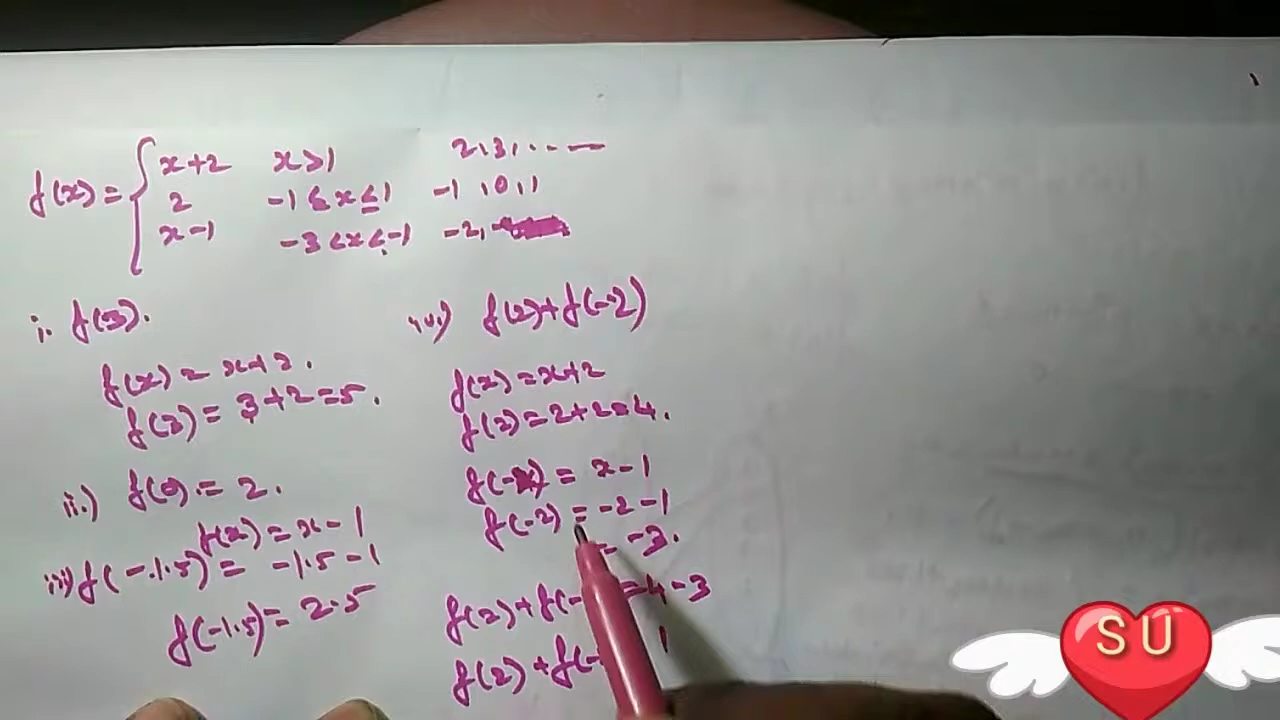 f(x) = { x+2 x>1 2, 3, . . . —
2 -1 ≤ x ≤ 1 -1, 0, 1
x-1 -3 < x < -1 -2,
i. f(3).
f(x) = x+2.
f(3) = 3+2=5.
ii.) f(0) = 2.
f(x) = x-1
iii) f(-1.5) = -1.5-1
f(-1.5) = 2.5
iv.) f(2)+f(-2)
f(x) = x+2
f(2) = 2+2=4.
f(-x) = x-1
f(-2) = -2-1
= -3.
f(2)+f(- =4-3
f(2)+f(- 1
SU